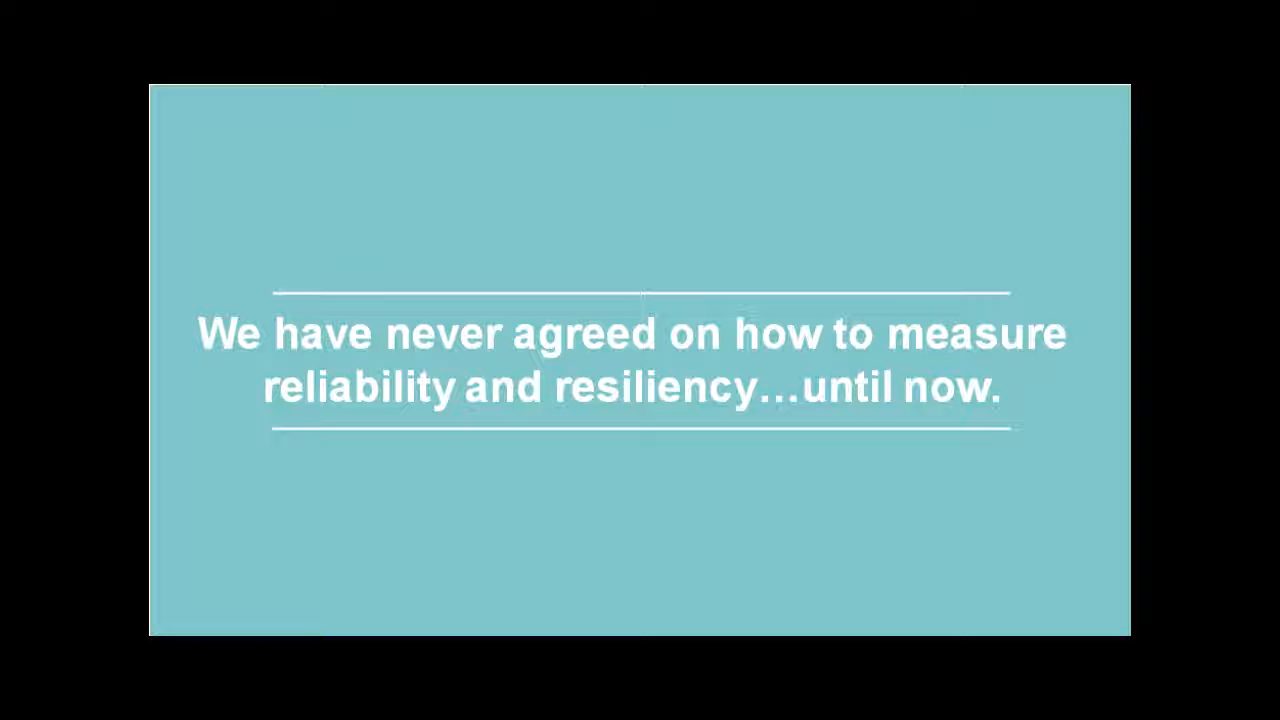 We have never agreed on how to measure
reliability and resiliency...until now.